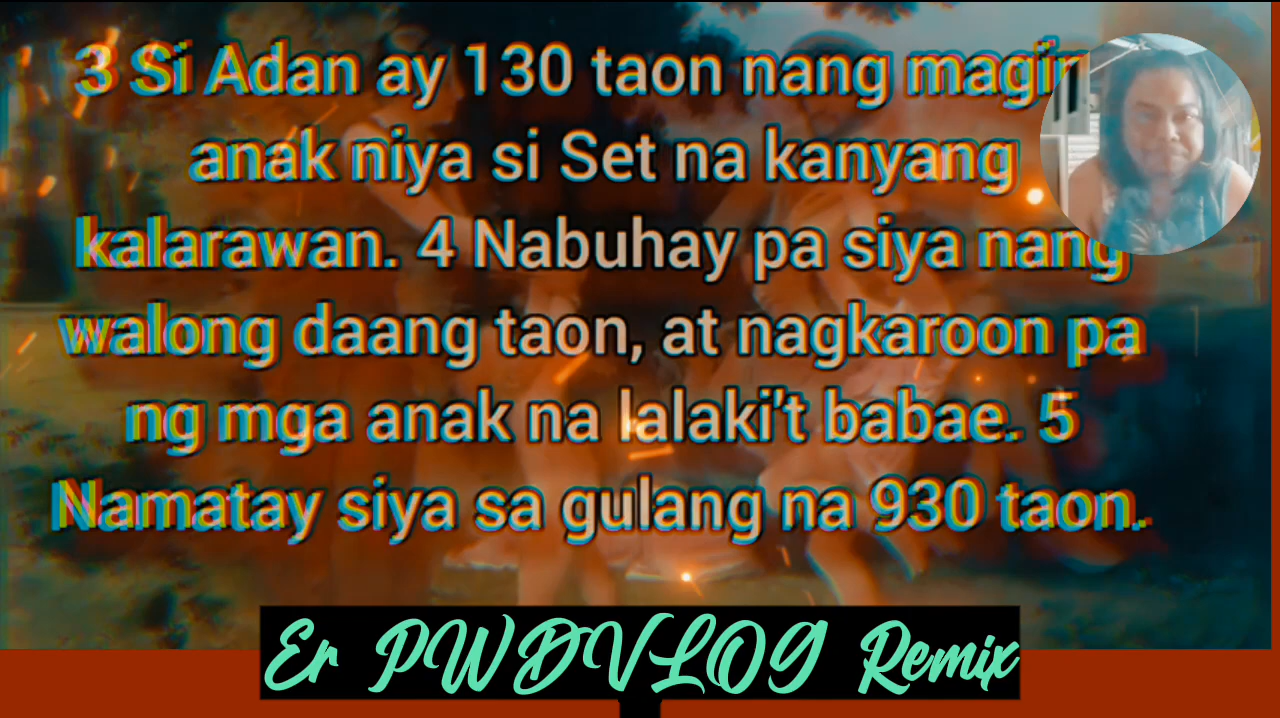 3 Si Adan ay 130 taon nang maging
anak niya si Set na kanyang
kalarawan. 4 Nabuhay pa siya nang
walong daang taon, at nagkaroon pa
ng mga anak na lalaki't babae. 5
Namatay siya sa gulang na 930 taon.
Er PWDVLOG Remix